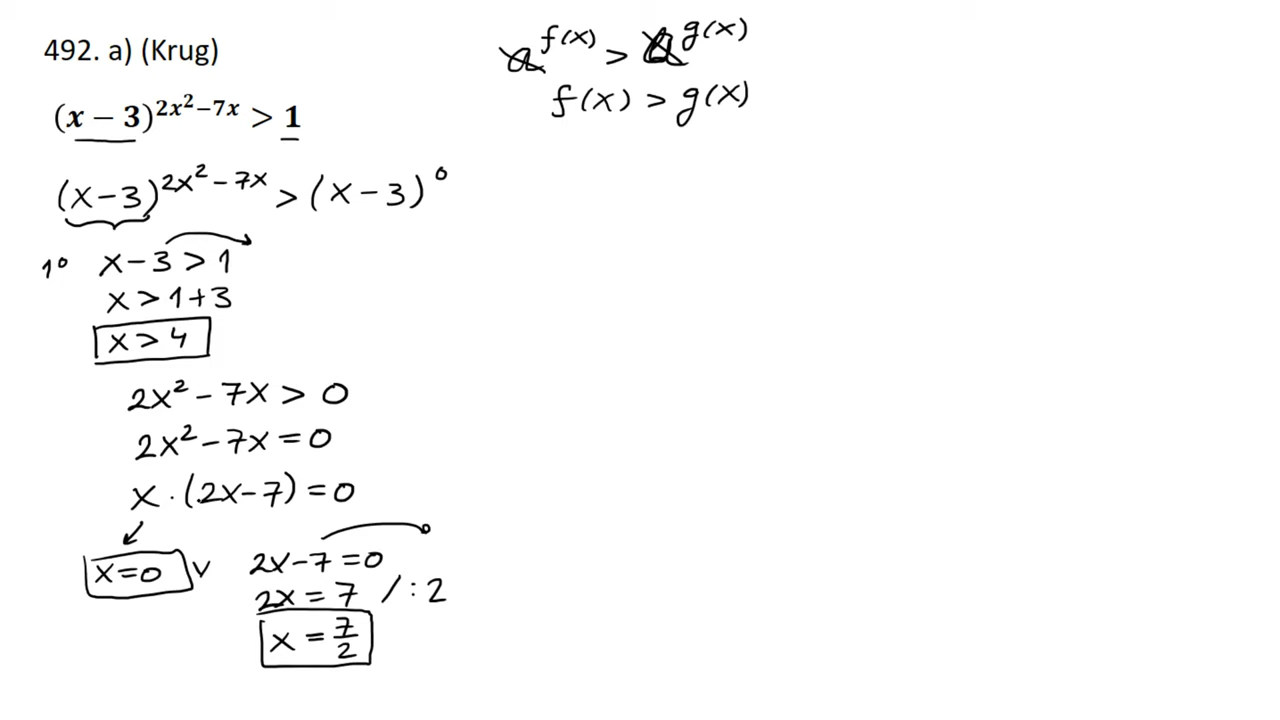 492. a) (Krug)
(x − 3)^{2x² − 7x} > 1
(x − 3)^{2x² − 7x} > (x − 3)^0
1° x − 3 > 1
x > 1 + 3
x > 4
2x² − 7x > 0
2x² − 7x = 0
x · (2x − 7) = 0
x = 0 ∨ 2x − 7 = 0
2x = 7 / : 2
x = 7/2
a^{f(x)} > a^{g(x)}
f(x) > g(x)